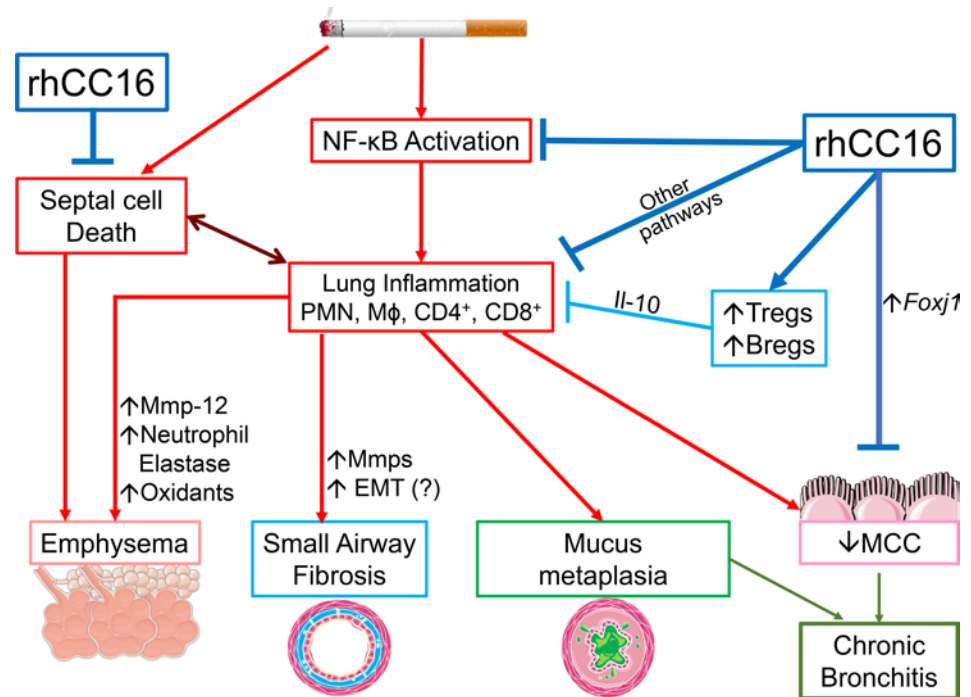 rhCC16
NF-κB Activation
rhCC16
Septal cell
Death
Other
pathways
Lung Inflammation
PMN, Mϕ, CD4⁺, CD8⁺
Il-10
↑Tregs
↑Bregs
↑Foxj1
↑Mmp-12
↑Neutrophil
Elastase
↑Oxidants
↑Mmps
↑ EMT (?)
Emphysema
Small Airway
Fibrosis
Mucus
metaplasia
↓MCC
Chronic
Bronchitis